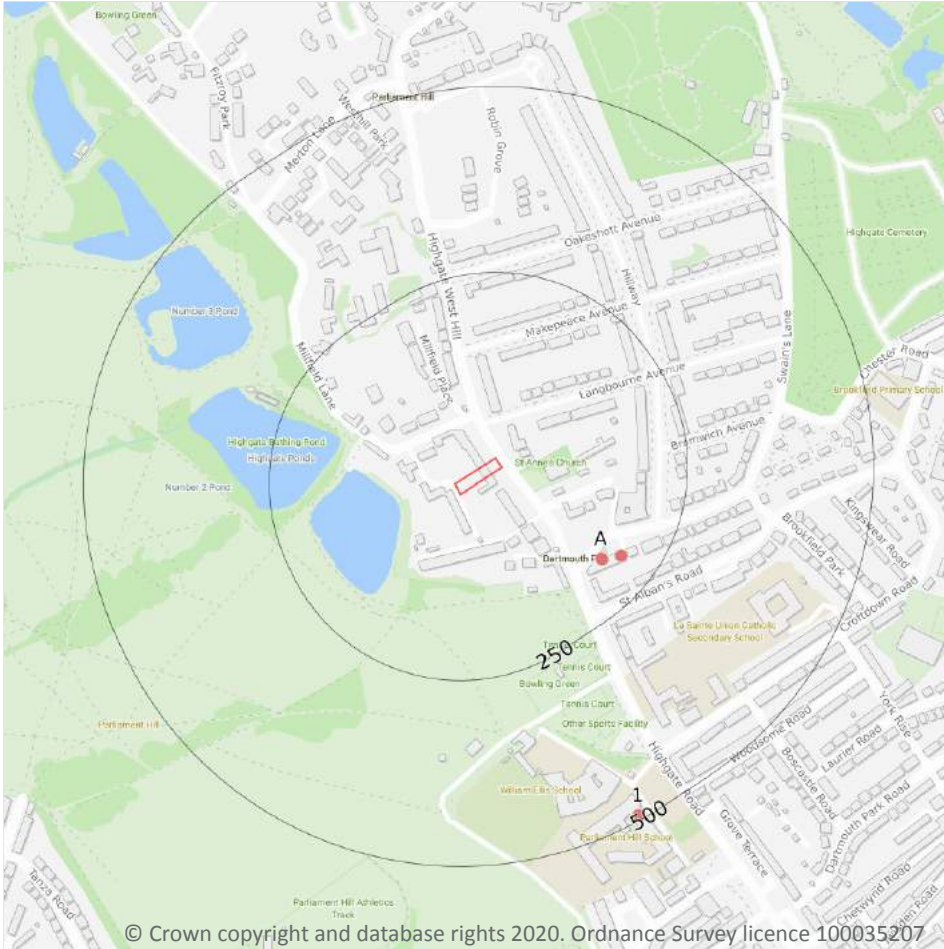 Bowling Green
Fitzroy Park
Westhill Park
Parliament Hill
Merton Lane
Robin Grove
Oakeshott Avenue
Highgate Cemetery
Highgate West Hill
Hillway
Number 3 Pond
Makepeace Avenue
Millfield Lane
Millfield Place
Swain's Lane
Chester Road
Langbourne Avenue
Brookfield Primary School
Bromwich Avenue
Highgate Bathing Pond
Highgate Ponds
St Annes Church
Number 2 Pond
Kingswear Road
Brookfield Park
A
Dartmouth
St Alban's Road
Croftdown Road
La Sainte Union Catholic
Secondary School
250
Tennis Court
Tennis Court
Bowling Green
Tennis Court
Other Sports Facility
York Rise
Parliament Hill
Woodsome Road
Laurier Road
Boscastle Road
Highgate Road
William Ellis School
1
500
Parliament Hill School
Grove Terrace
Dartmouth Park Road
Chetwynd Road
Tanza Road
Parliament Hill Athletics
Track
© Crown copyright and database rights 2020. Ordnance Survey licence 100035207